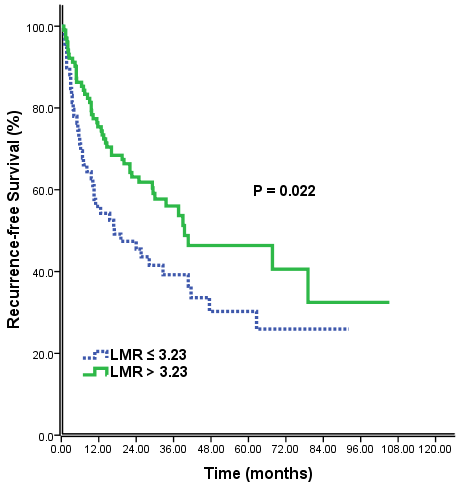 Recurrence-free Survival (%)
100.0
80.0
60.0
40.0
20.0
0.0
P = 0.022
LMR ≤ 3.23
LMR > 3.23
0.00 12.00 24.00 36.00 48.00 60.00 72.00 84.00 96.00 108.00 120.00
Time (months)